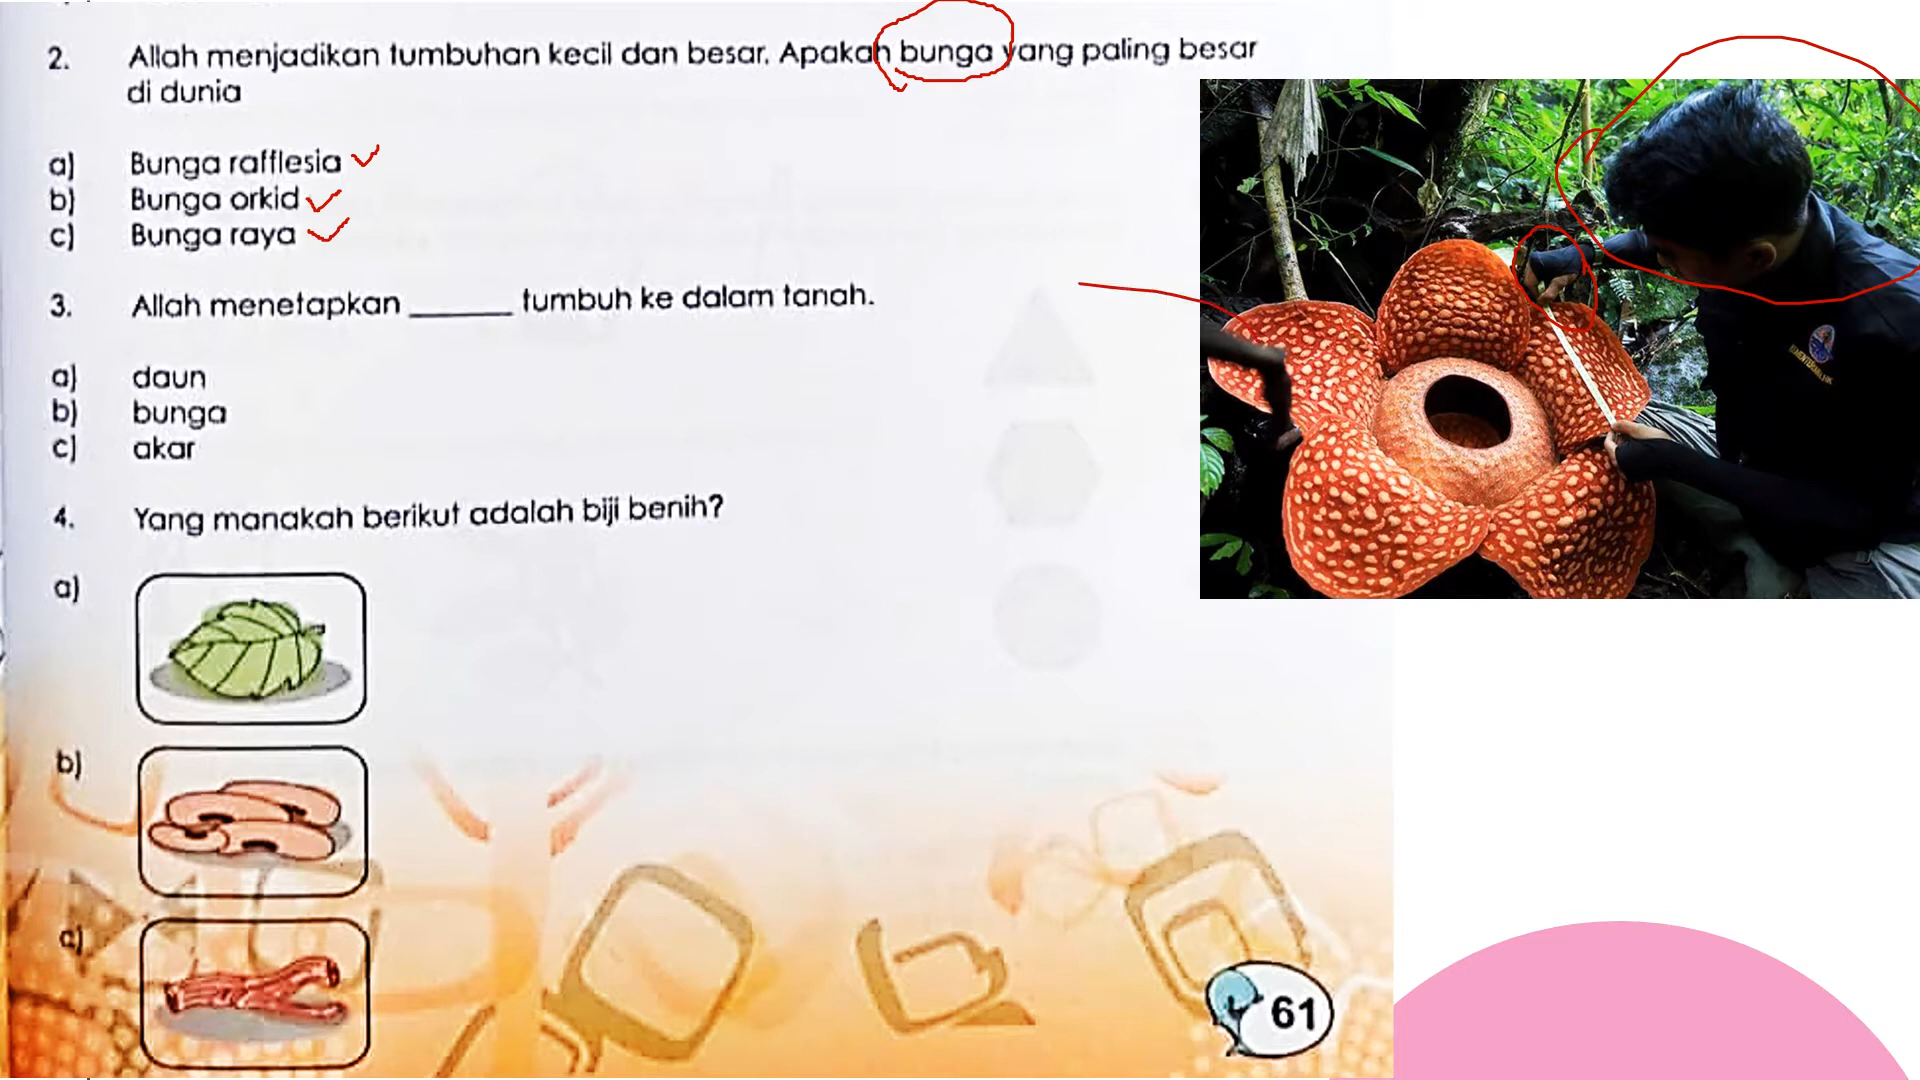 2. Allah menjadikan tumbuhan kecil dan besar. Apakah bunga yang paling besar
di dunia
a) Bunga rafflesia
b) Bunga orkid
c) Bunga raya
3. Allah menetapkan ______ tumbuh ke dalam tanah.
a) daun
b) bunga
c) akar
4. Yang manakah berikut adalah biji benih?
a)
b)
c)
61